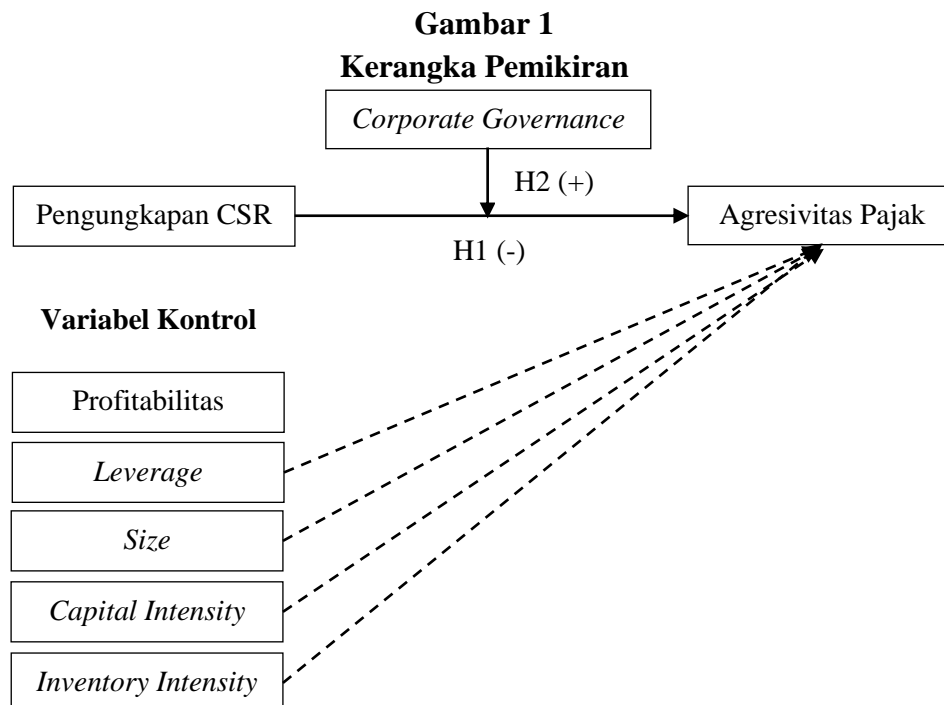 Gambar 1
Kerangka Pemikiran
Corporate Governance
H2 (+)
Pengungkapan CSR
Agresivitas Pajak
H1 (-)
Variabel Kontrol
Profitabilitas
Leverage
Size
Capital Intensity
Inventory Intensity